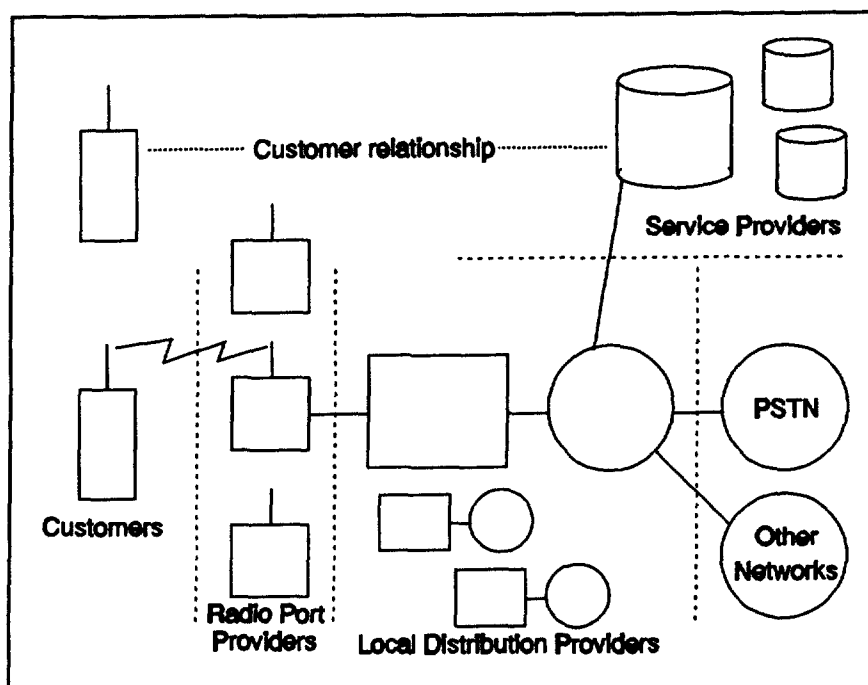 Customer relationship
Service Providers
PSTN
Customers
Other
Networks
Radio Port
Providers
Local Distribution Providers